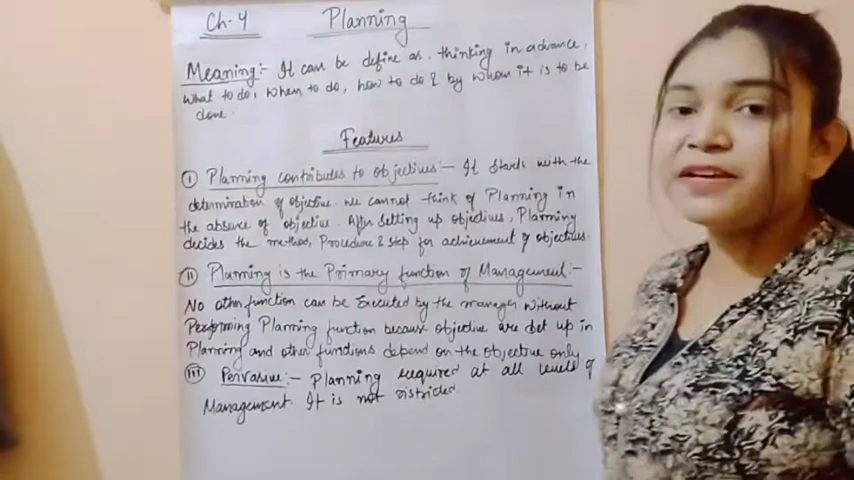 Ch-4 Planning
Meaning:- It can be define as, thinking in advance,
what to do, when to do, how to do & by whom it is to be
done.
Features
(I) Planning contributes to objectives:- It starts with the
determination of objective. we cannot think of Planning in
the absence of objective. After setting up objectives, Planning
decides the method, Procedure & step for achievement of objectives.
(II) Planning is the Primary function of Management:-
No other function can be Executed by the manager without
Performing Planning function because objective are set up in
Planning and other functions depend on the objective only
(III) Pervasive:- Planning required at all levels of
Management. It is not